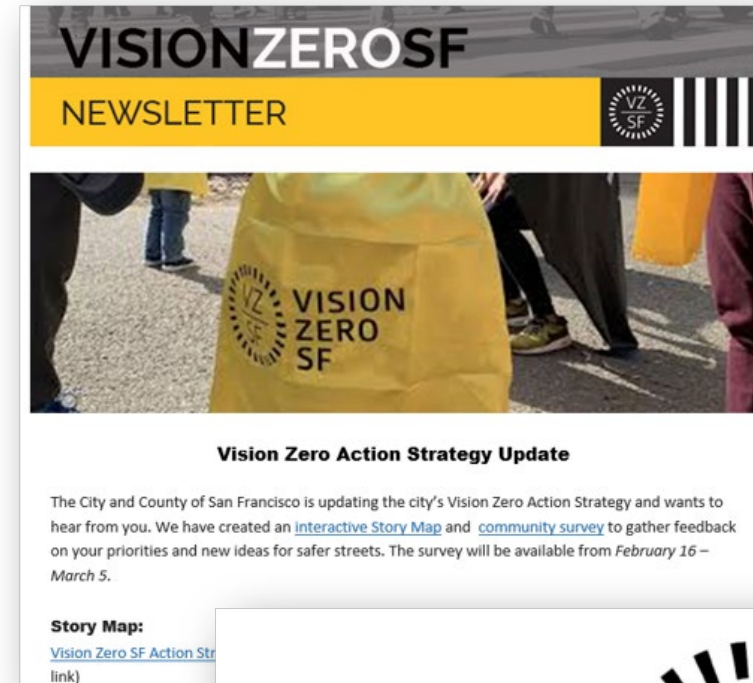 VISIONZEROSF
NEWSLETTER
VZ
SF
VZ
SF
VISION
ZERO
SF
Vision Zero Action Strategy Update
The City and County of San Francisco is updating the city's Vision Zero Action Strategy and wants to
hear from you. We have created an interactive Story Map and community survey to gather feedback
on your priorities and new ideas for safer streets. The survey will be available from February 16 –
March 5.
Story Map:
Vision Zero SF Action Str
link)